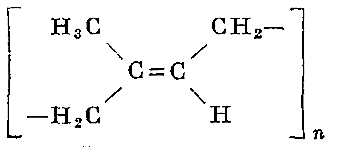 H₃C CH₂—
C=C
—H₂C H
n